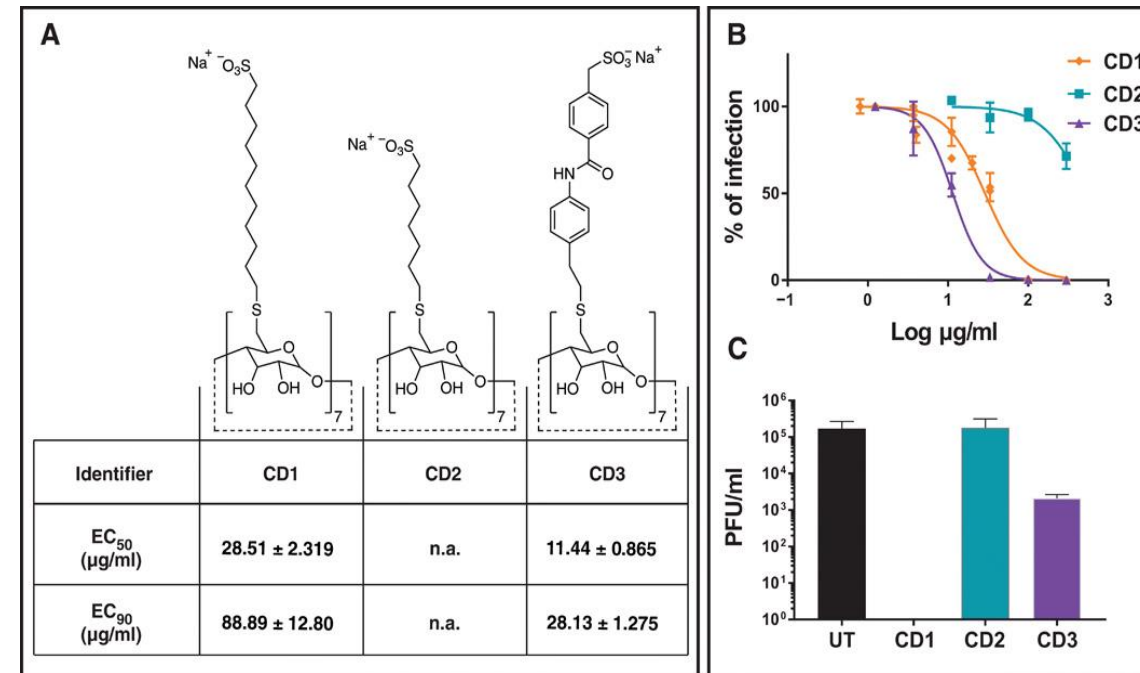 A
Na+ −O3S
Na+ −O3S
SO3− Na+
HN
O
S
S
S
O
HO
OH
O
7
O
HO
OH
O
7
O
HO
OH
O
7
Identifier CD1 CD2 CD3
EC50 (µg/ml) 28.51 ± 2.319 n.a. 11.44 ± 0.865
EC90 (µg/ml) 88.89 ± 12.80 n.a. 28.13 ± 1.275
B
CD1
CD2
CD3
% of infection
100
50
0
−1 0 1 2 3
Log µg/ml
C
PFU/ml
10^6
10^5
10^4
10^3
10^2
10^1
10^0
UT CD1 CD2 CD3